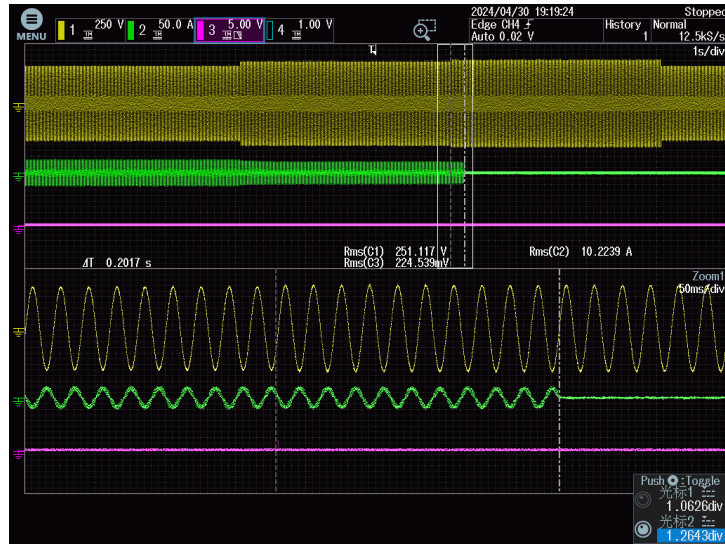 2024/04/30 19:19:24 Stopped
MENU
1 250 V
2 50.0 A
3 5.00 V
4 1.00 V
Edge CH4
Auto 0.02 V
History
1
Normal
12.5kS/s
1s/div
T
Rms(C1) 251.117 V
Rms(C2) 10.2239 A
ΔT 0.2017 s
Rms(C3) 224.539mV
Zoom1
50ms/div
Push :Toggle
光标1
1.0626div
光标2
1.2643div